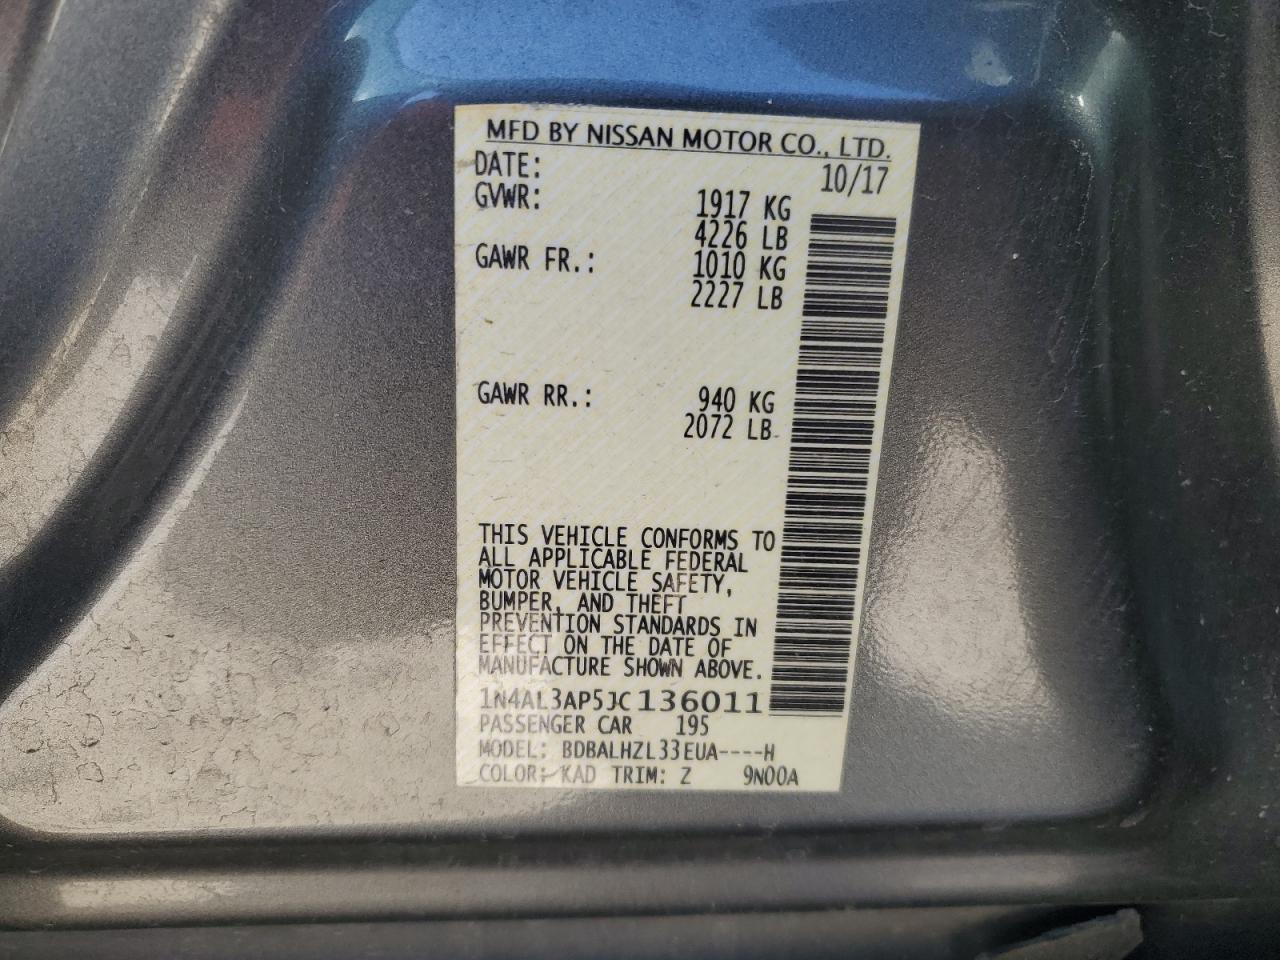 MFD BY NISSAN MOTOR CO., LTD.
DATE: 10/17
GVWR: 1917 KG
4226 LB
GAWR FR.: 1010 KG
2227 LB
GAWR RR.: 940 KG
2072 LB
THIS VEHICLE CONFORMS TO
ALL APPLICABLE FEDERAL
MOTOR VEHICLE SAFETY,
BUMPER, AND THEFT
PREVENTION STANDARDS IN
EFFECT ON THE DATE OF
MANUFACTURE SHOWN ABOVE.
1N4AL3AP5JC136011
PASSENGER CAR 195
MODEL: BDBALHZL33EUA----H
COLOR: KAD TRIM: Z 9N00A